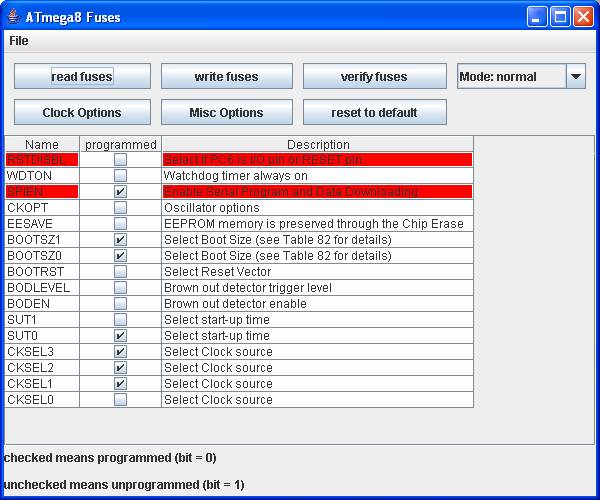 ATmega8 Fuses
File
read fuses write fuses verify fuses Mode: normal
Clock Options Misc Options reset to default
Name programmed Description
RSTDISBL Select if PC6 is I/O pin or RESET pin
WDTON Watchdog timer always on
SPIEN Enable Serial Program and Data Downloading
CKOPT Oscillator options
EESAVE EEPROM memory is preserved through the Chip Erase
BOOTSZ1 Select Boot Size (see Table 82 for details)
BOOTSZ0 Select Boot Size (see Table 82 for details)
BOOTRST Select Reset Vector
BODLEVEL Brown out detector trigger level
BODEN Brown out detector enable
SUT1 Select start-up time
SUT0 Select start-up time
CKSEL3 Select Clock source
CKSEL2 Select Clock source
CKSEL1 Select Clock source
CKSEL0 Select Clock source
checked means programmed (bit = 0)
unchecked means unprogrammed (bit = 1)